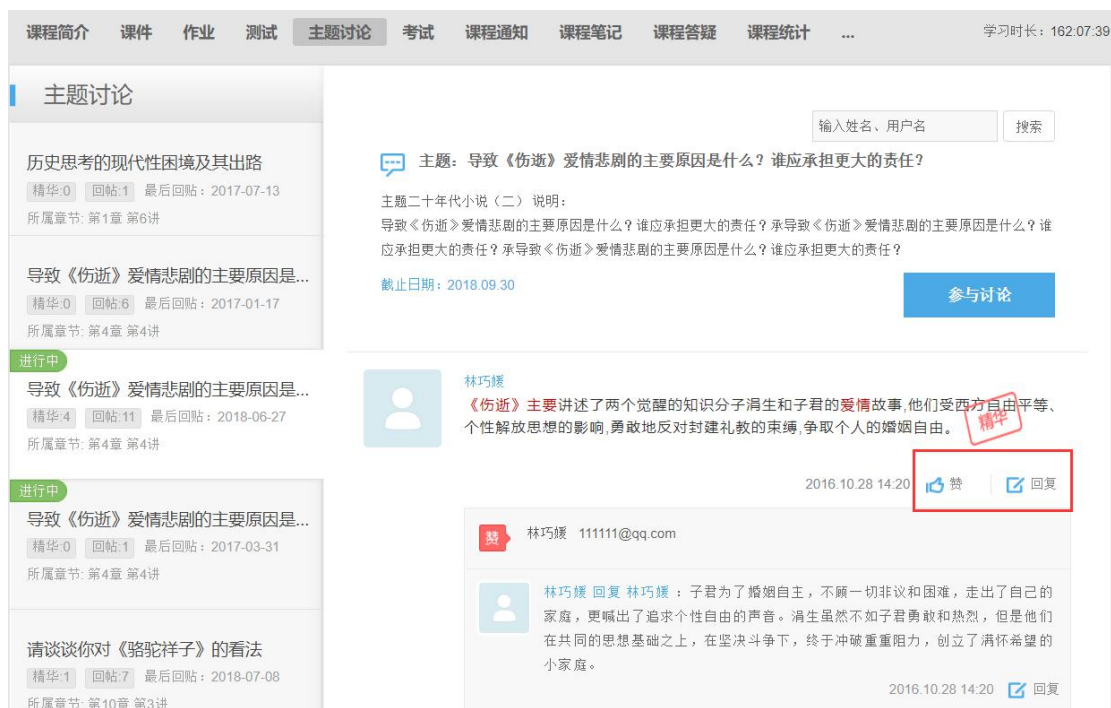 课程简介 课件 作业 测试 主题讨论 考试 课程通知 课程笔记 课程答疑 课程统计 ... 学习时长：162:07:39
主题讨论
历史思考的现代性困境及其出路
精华:0 回帖:1 最后回贴：2017-07-13
所属章节: 第1章 第6讲
导致《伤逝》爱情悲剧的主要原因是...
精华:0 回帖:6 最后回贴：2017-01-17
所属章节: 第4章 第4讲
进行中
导致《伤逝》爱情悲剧的主要原因是...
精华:4 回帖:11 最后回贴：2018-06-27
所属章节: 第4章 第4讲
进行中
导致《伤逝》爱情悲剧的主要原因是...
精华:0 回帖:1 最后回贴：2017-03-31
所属章节: 第4章 第4讲
请谈谈你对《骆驼祥子》的看法
精华:1 回帖:7 最后回贴：2018-07-08
所属章节: 第10章 第3讲
输入姓名、用户名 搜索
主题：导致《伤逝》爱情悲剧的主要原因是什么？谁应承担更大的责任？
主题二十年代小说（二） 说明：
导致《伤逝》爱情悲剧的主要原因是什么？谁应承担更大的责任？承导致《伤逝》爱情悲剧的主要原因是什么？谁
应承担更大的责任？承导致《伤逝》爱情悲剧的主要原因是什么？谁应承担更大的责任？
截止日期：2018.09.30
参与讨论
林巧媛
《伤逝》主要讲述了两个觉醒的知识分子涓生和子君的爱情故事,他们受西方自由平等、
个性解放思想的影响,勇敢地反对封建礼教的束缚,争取个人的婚姻自由。
精华
2016.10.28 14:20 赞 回复
赞 林巧媛 111111@qq.com
林巧媛 回复 林巧媛：子君为了婚姻自主，不顾一切非议和困难，走出了自己的
家庭，更喊出了追求个性自由的声音。涓生虽然不如子君勇敢和热烈，但是他们
在共同的思想基础之上，在坚决斗争下，终于冲破重重阻力，创立了满怀希望的
小家庭。
2016.10.28 14:20 回复